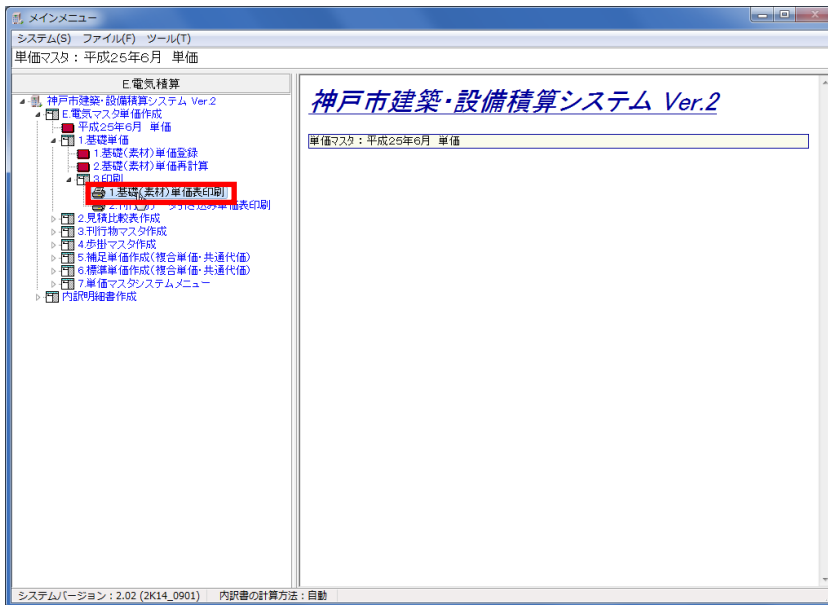 メインメニュー
システム(S) ファイル(F) ツール(T)
単価マスタ：平成25年6月 単価
E.電気積算
神戸市建築・設備積算システム Ver.2
E.電気マスタ単価作成
平成25年6月 単価
1.基礎単価
1.基礎(素材)単価登録
2.基礎(素材)単価再計算
3.印刷
1.基礎(素材)単価表印刷
引き込み単価表印刷
2.見積比較表作成
3.刊行物マスタ作成
4.歩掛マスタ作成
5.補足単価作成(複合単価・共通代価)
6.標準単価作成(複合単価・共通代価)
7.単価マスタシステムメニュー
内訳明細書作成
神戸市建築・設備積算システム Ver.2
単価マスタ：平成25年6月 単価
システムバージョン：2.02 (2K14_0901) 内訳書の計算方法：自動